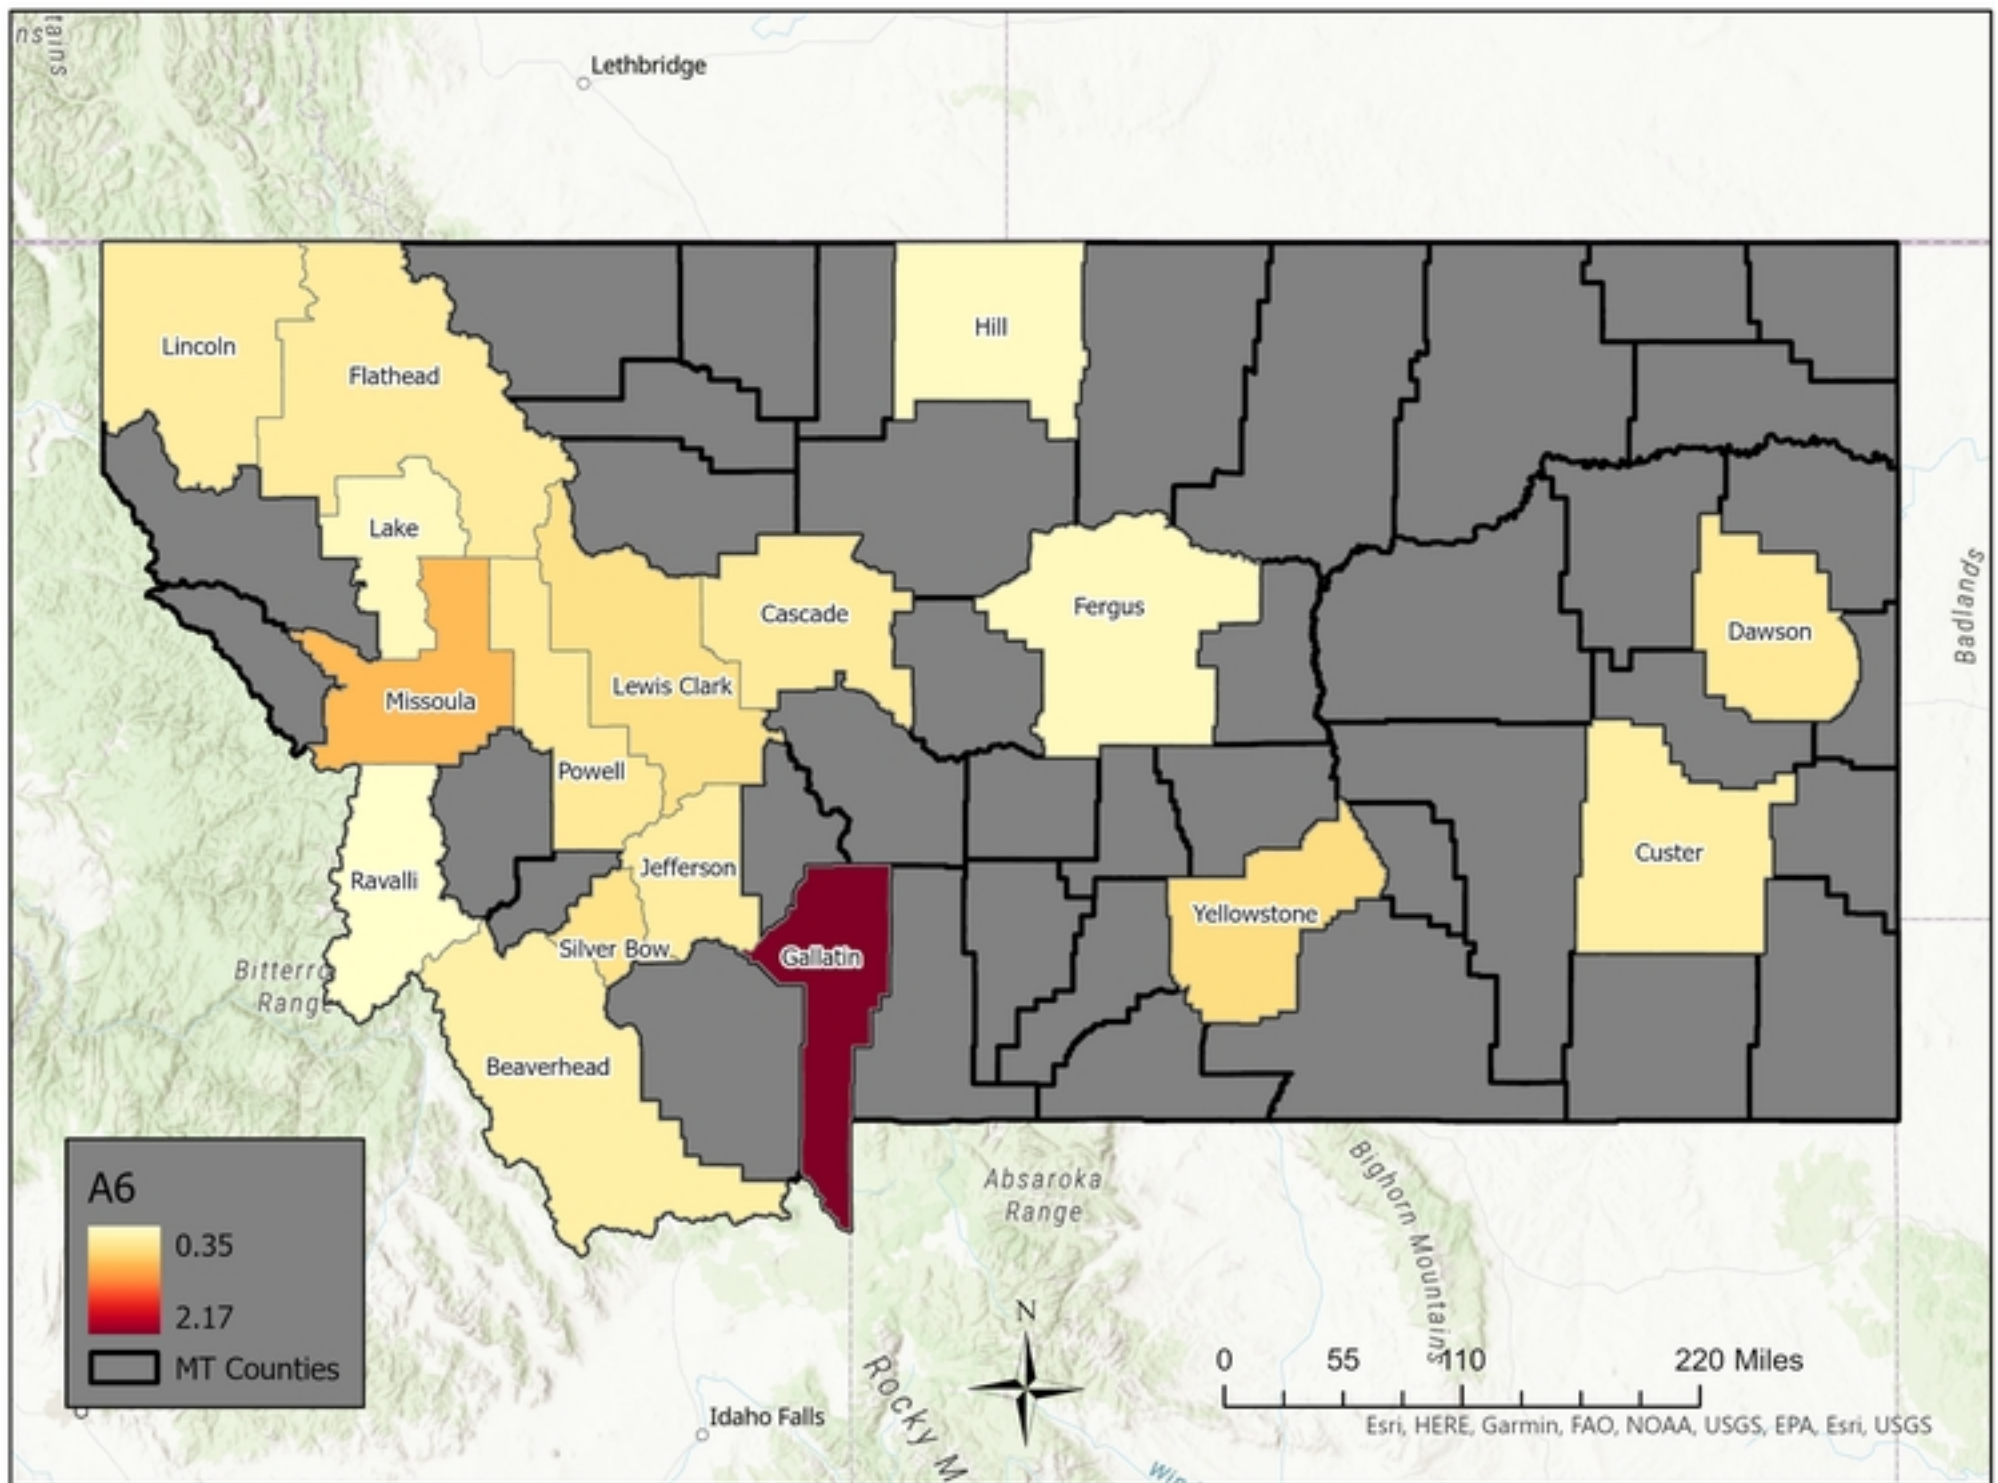 ns
tains
Lethbridge
Lincoln
Flathead
Hill
Lake
Cascade
Fergus
Dawson
Badlands
Missoula
Lewis Clark
Powell
Jefferson
Custer
Ravalli
Yellowstone
Silver Bow
Gallatin
Bitterro
Range
Beaverhead
A6
0.35
2.17
MT Counties
Absaroka
Range
Bighorn Mountains
N
0 55 110 220 Miles
Rocky M
Idaho Falls
Esri, HERE, Garmin, FAO, NOAA, USGS, EPA, Esri, USGS